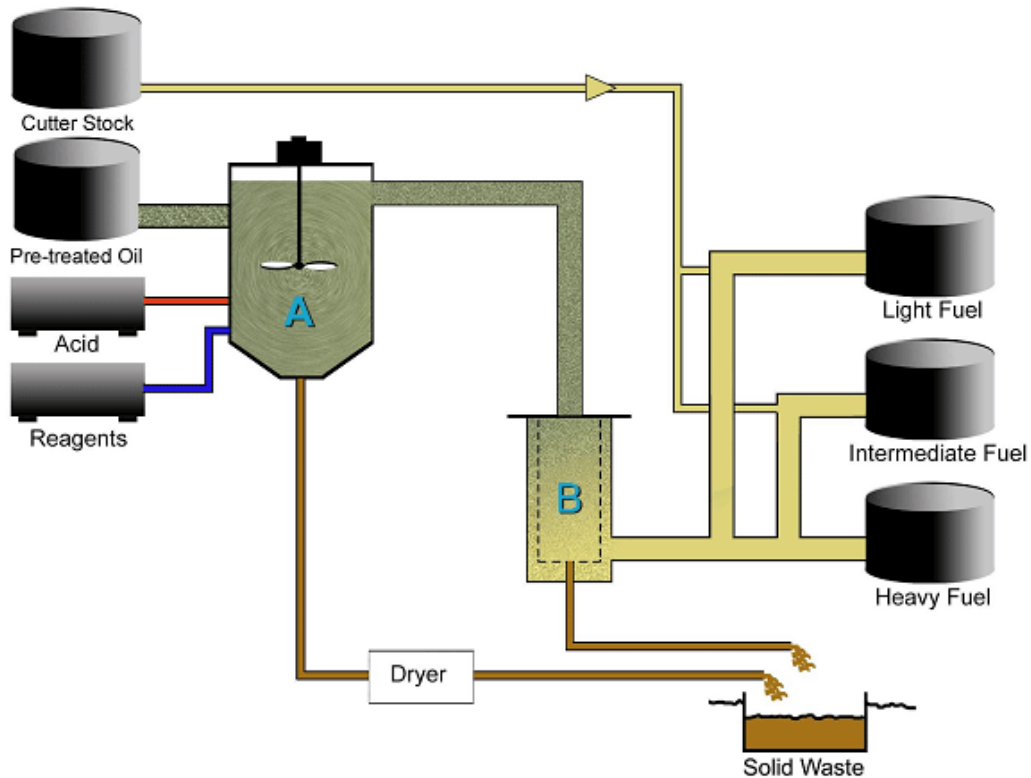 Cutter Stock
Pre-treated Oil
Acid
Reagents
A
B
Light Fuel
Intermediate Fuel
Heavy Fuel
Dryer
Solid Waste